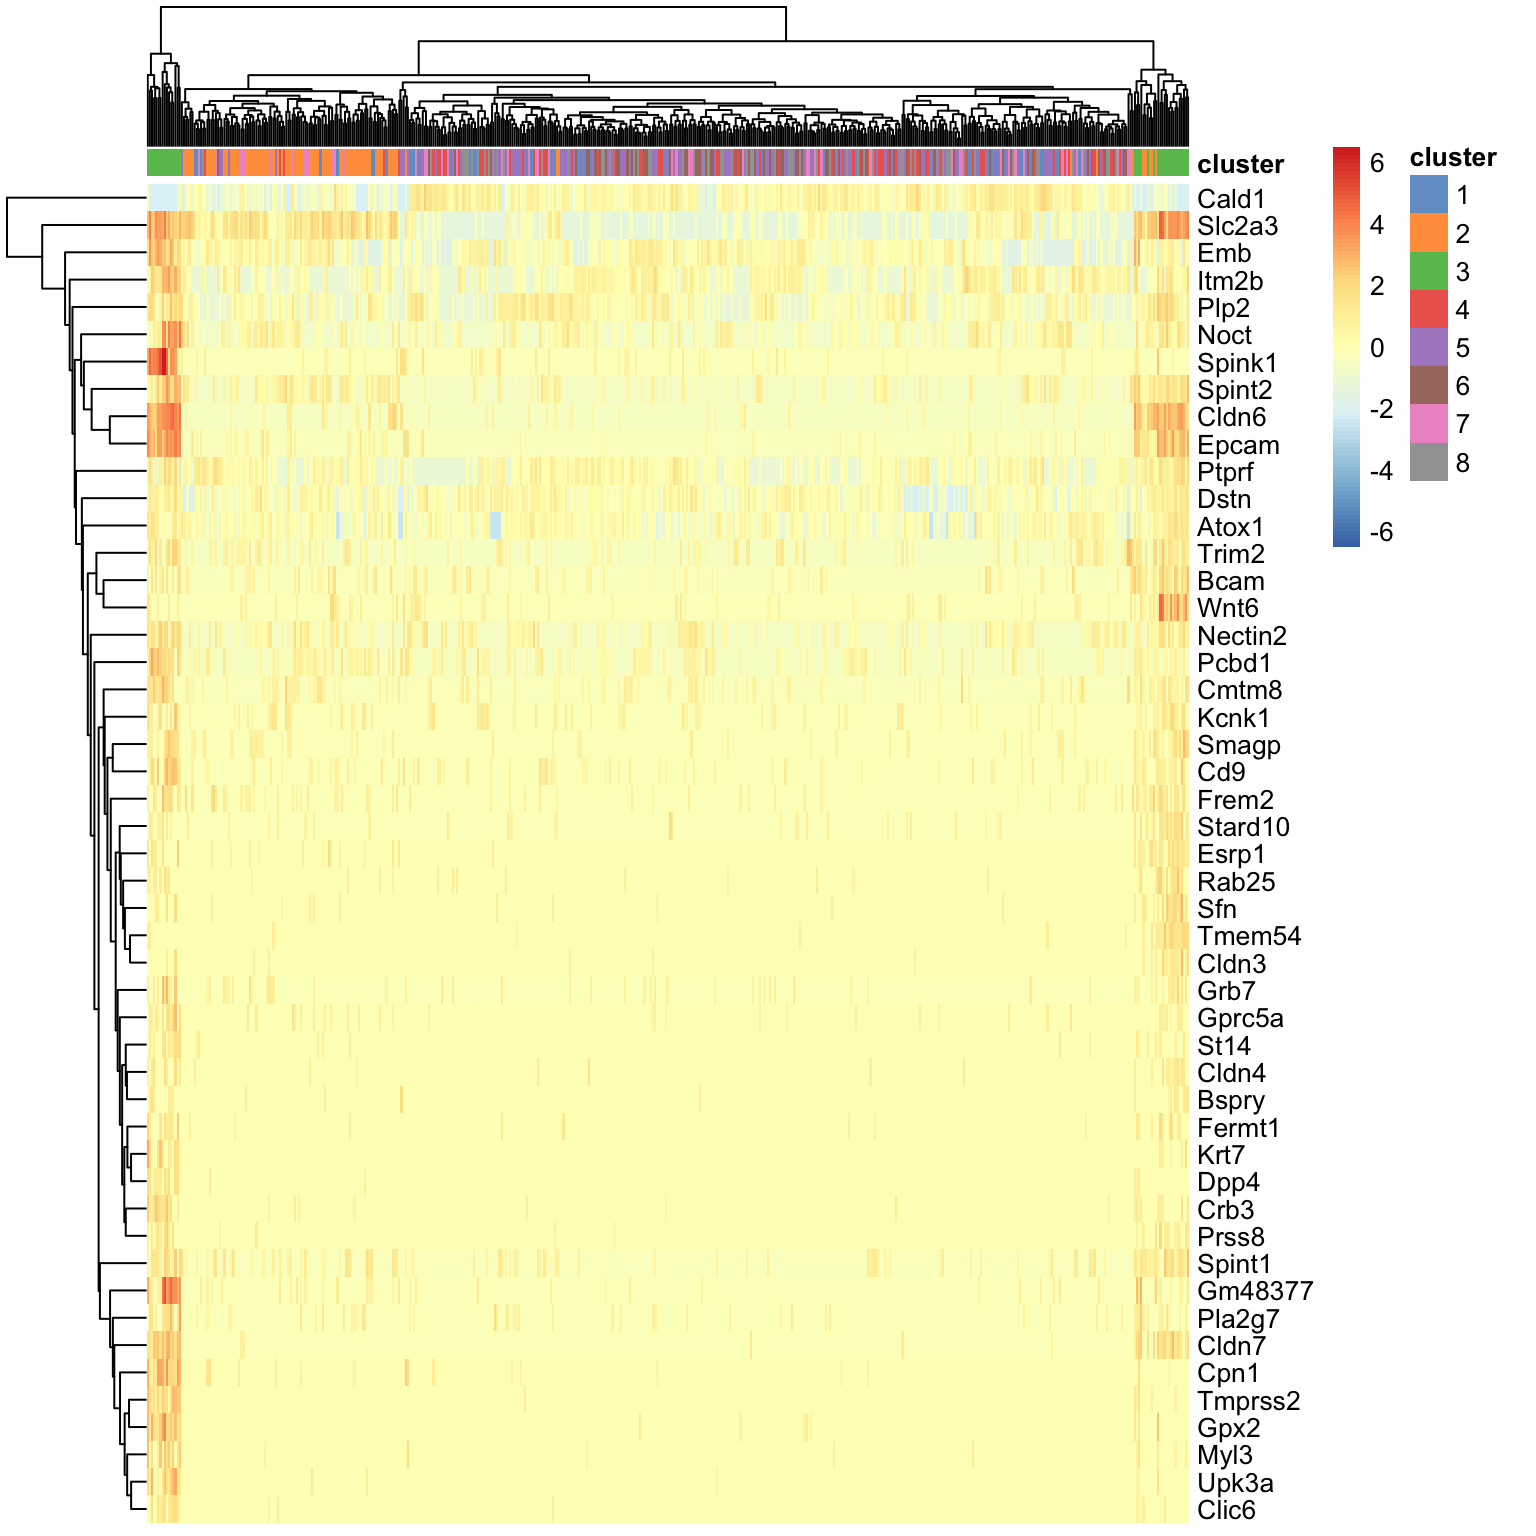 cluster
Cald1
Slc2a3
Emb
Itm2b
Plp2
Noct
Spink1
Spint2
Cldn6
Epcam
Ptprf
Dstn
Atox1
Trim2
Bcam
Wnt6
Nectin2
Pcbd1
Cmtm8
Kcnk1
Smagp
Cd9
Frem2
Stard10
Esrp1
Rab25
Sfn
Tmem54
Cldn3
Grb7
Gprc5a
St14
Cldn4
Bspry
Fermt1
Krt7
Dpp4
Crb3
Prss8
Spint1
Gm48377
Pla2g7
Cldn7
Cpn1
Tmprss2
Gpx2
Myl3
Upk3a
Clic6
6
4
2
0
-2
-4
-6
cluster
1
2
3
4
5
6
7
8